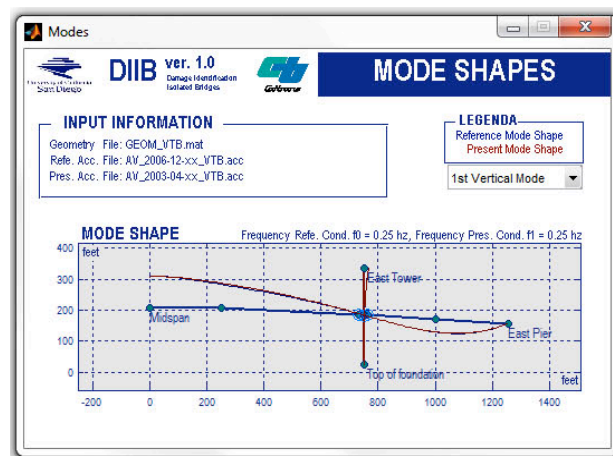 Modes
University of California
San Diego
DIIB ver. 1.0
Damage Identification
Isolated Bridges
Caltrans
MODE SHAPES
INPUT INFORMATION
Geometry File: GEOM_VTB.mat
Refe. Acc. File: AV_2006-12-xx_VTB.acc
Pres. Acc. File: AV_2003-04-xx_VTB.acc
LEGENDA
Reference Mode Shape
Present Mode Shape
1st Vertical Mode
MODE SHAPE
Frequency Refe. Cond. f0 = 0.25 hz, Frequency Pres. Cond. f1 = 0.25 hz
400
feet
300
200
100
0
East Tower
Midspan
East Pier
Top of foundation
feet
-200 0 200 400 600 800 1000 1200 1400